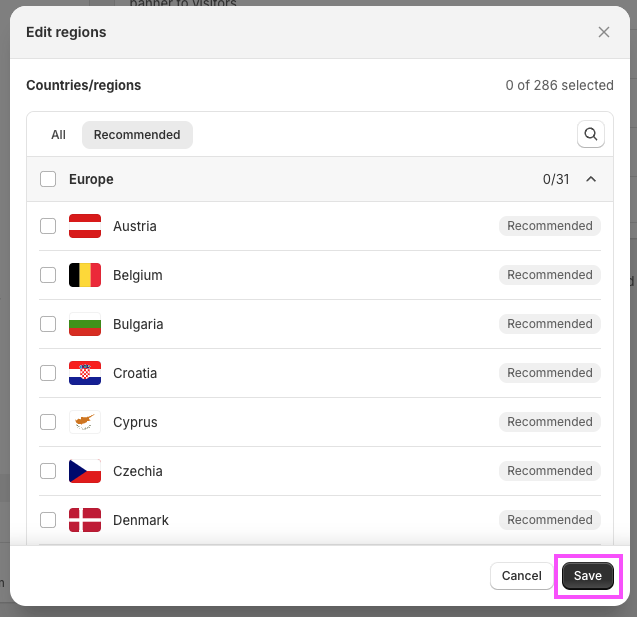 banner to visitors
Edit regions
Countries/regions 0 of 286 selected
All Recommended
Europe 0/31
Austria Recommended
Belgium Recommended
Bulgaria Recommended
Croatia Recommended
Cyprus Recommended
Czechia Recommended
Denmark Recommended
Cancel Save